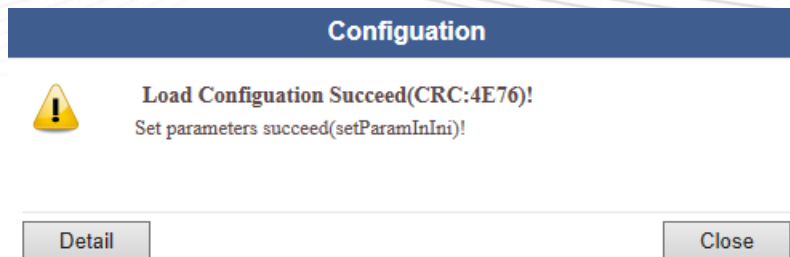 Configuation
Load Configuation Succeed(CRC:4E76)!
Set parameters succeed(setParamInIni)!
Detail
Close